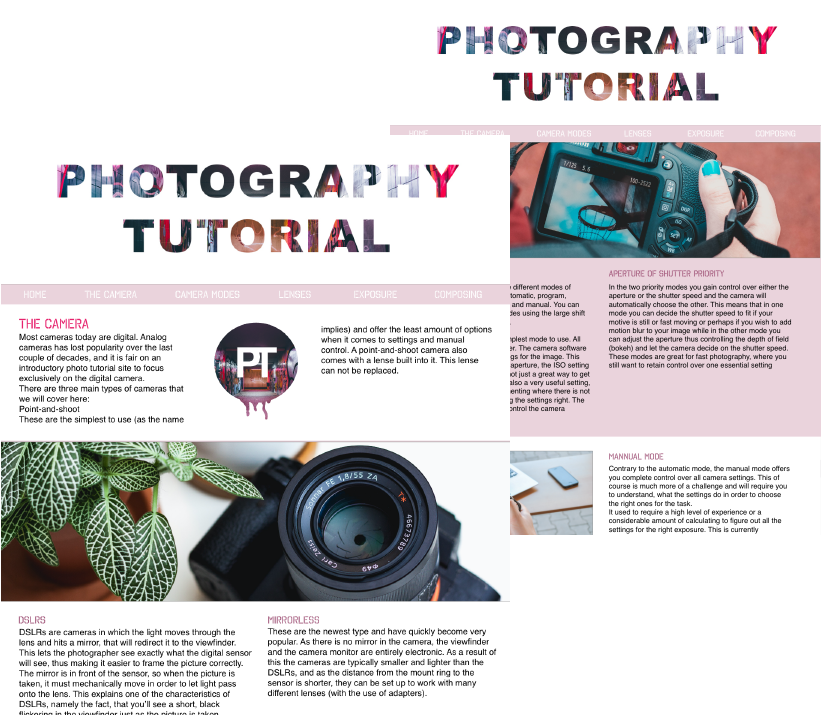 PHOTOGRAPHY
TUTORIAL
HOME THE CAMERA CAMERA MODES LENSES EXPOSURE COMPOSING
1/125 5.6
100-2522
DISP
SET
different modes of
tomatic, program,
and manual. You can
des using the large shift
plest mode to use. All
er. The camera software
gs for the image. This
aperture, the ISO setting
ot just a great way to get
also a very useful setting,
enting where there is not
g the settings right. The
ontrol the camera
APERTURE OF SHUTTER PRIORITY
In the two priority modes you gain control over either the
aperture or the shutter speed and the camera will
automatically choose the other. This means that in one
mode you can decide the shutter speed to fit if your
motive is still or fast moving or perhaps if you wish to add
motion blur to your image while in the other mode you
can adjust the aperture thus controlling the depth of field
(bokeh) and let the camera decide on the shutter speed.
These modes are great for fast photography, where you
still want to retain control over one essential setting
MANNUAL MODE
Contrary to the automatic mode, the manual mode offers
you complete control over all camera settings. This of
course is much more of a challenge and will require you
to understand, what the settings do in order to choose
the right ones for the task.
It used to require a high level of experience or a
considerable amount of calculating to figure out all the
settings for the right exposure. This is currently
PHOTOGRAPHY
TUTORIAL
HOME THE CAMERA CAMERA MODES LENSES EXPOSURE COMPOSING
THE CAMERA
Most cameras today are digital. Analog
cameras has lost popularity over the last
couple of decades, and it is fair on an
introductory photo tutorial site to focus
exclusively on the digital camera.
There are three main types of cameras that
we will cover here:
Point-and-shoot
These are the simplest to use (as the name
PT
implies) and offer the least amount of options
when it comes to settings and manual
control. A point-and-shoot camera also
comes with a lense built into it. This lense
can not be replaced.
Sonnar FE 1,8/55 ZA
T*
46673789
Carl Zeiss
Φ49
DSLRS
DSLRs are cameras in which the light moves through the
lens and hits a mirror, that will redirect it to the viewfinder.
This lets the photographer see exactly what the digital sensor
will see, thus making it easier to frame the picture correctly.
The mirror is in front of the sensor, so when the picture is
taken, it must mechanically move in order to let light pass
onto the lens. This explains one of the characteristics of
DSLRs, namely the fact, that you'll see a short, black
flickering in the viewfinder just as the picture is taken
MIRRORLESS
These are the newest type and have quickly become very
popular. As there is no mirror in the camera, the viewfinder
and the camera monitor are entirely electronic. As a result of
this the cameras are typically smaller and lighter than the
DSLRs, and as the distance from the mount ring to the
sensor is shorter, they can be set up to work with many
different lenses (with the use of adapters).